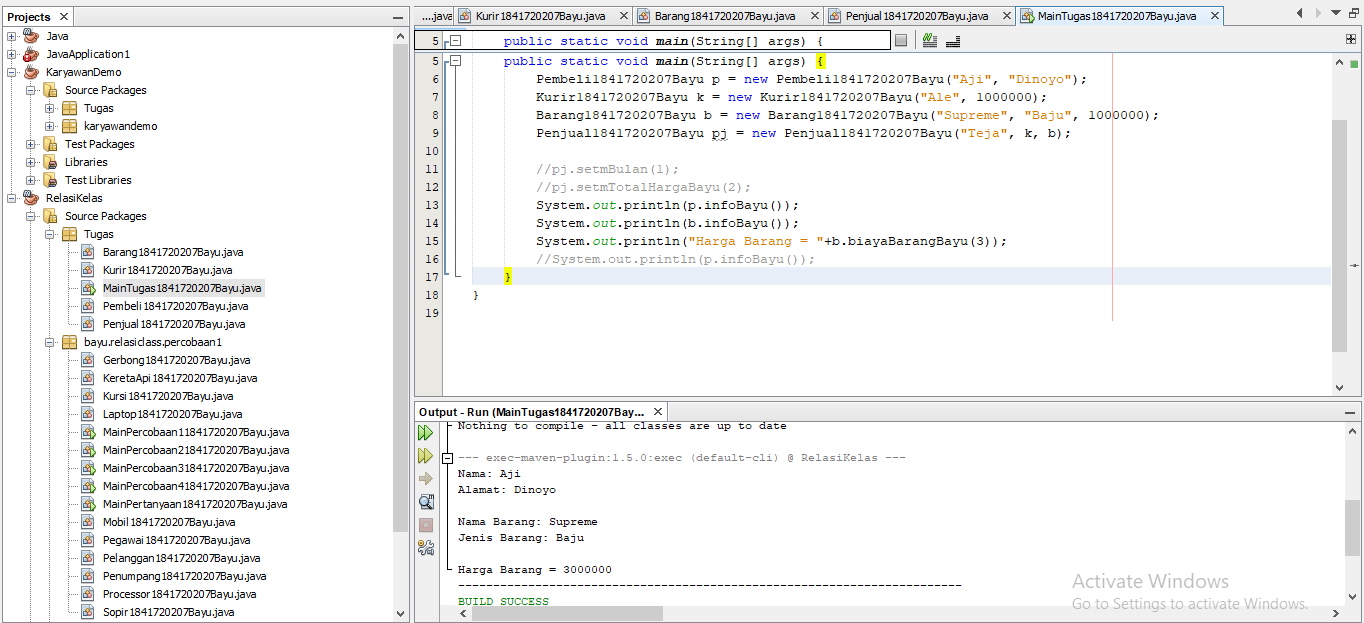 Projects
Java
JavaApplication1
KaryawanDemo
Source Packages
Tugas
karyawandemo
Test Packages
Libraries
Test Libraries
RelasiKelas
Source Packages
Tugas
Barang1841720207Bayu.java
Kurir1841720207Bayu.java
MainTugas1841720207Bayu.java
Pembeli1841720207Bayu.java
Penjual1841720207Bayu.java
bayu.relasiclass.percobaan1
Gerbong1841720207Bayu.java
KeretaApi1841720207Bayu.java
Kursi1841720207Bayu.java
Laptop1841720207Bayu.java
MainPercobaan11841720207Bayu.java
MainPercobaan21841720207Bayu.java
MainPercobaan31841720207Bayu.java
MainPercobaan41841720207Bayu.java
MainPertanyaan1841720207Bayu.java
Mobil1841720207Bayu.java
Pegawai1841720207Bayu.java
Pelanggan1841720207Bayu.java
Penumpang1841720207Bayu.java
Processor1841720207Bayu.java
Sopir1841720207Bayu.java
....java Kurir1841720207Bayu.java Barang1841720207Bayu.java Penjual1841720207Bayu.java MainTugas1841720207Bayu.java
5 public static void main(String[] args) {
5 public static void main(String[] args) {
6 Pembeli1841720207Bayu p = new Pembeli1841720207Bayu("Aji", "Dinoyo");
7 Kurir1841720207Bayu k = new Kurir1841720207Bayu("Ale", 1000000);
8 Barang1841720207Bayu b = new Barang1841720207Bayu("Supreme", "Baju", 1000000);
9 Penjual1841720207Bayu pj = new Penjual1841720207Bayu("Teja", k, b);
10
11 //pj.setmBulan(1);
12 //pj.setmTotalHargaBayu(2);
13 System.out.println(p.infoBayu());
14 System.out.println(b.infoBayu());
15 System.out.println("Harga Barang = "+b.biayaBarangBayu(3));
16 //System.out.println(p.infoBayu());
17 }
18 }
19
Output - Run (MainTugas1841720207Bay...
Nothing to compile - all classes are up to date
--- exec-maven-plugin:1.5.0:exec (default-cli) @ RelasiKelas ---
Nama: Aji
Alamat: Dinoyo
Nama Barang: Supreme
Jenis Barang: Baju
Harga Barang = 3000000
------------------------------------------------------------------------
BUILD SUCCESS
Activate Windows
Go to Settings to activate Windows.